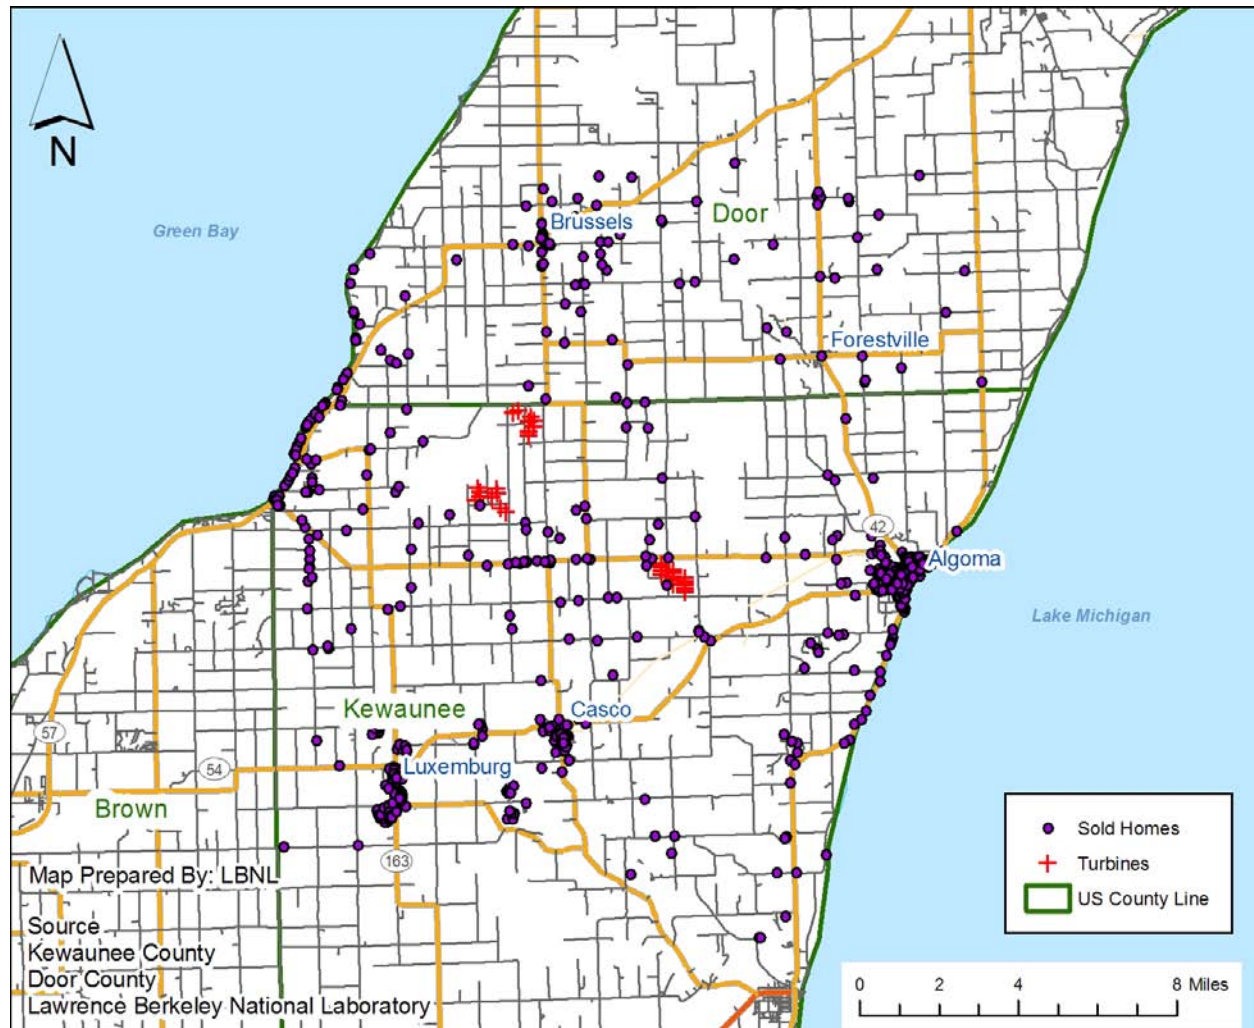 N
Green Bay
Brussels
Door
Forestville
42
Algoma
Lake Michigan
Kewaunee
Casco
57
54
Luxemburg
Brown
163
Map Prepared By: LBNL
Source
Kewaunee County
Door County
Lawrence Berkeley National Laboratory
Sold Homes
Turbines
US County Line
0 2 4 8 Miles